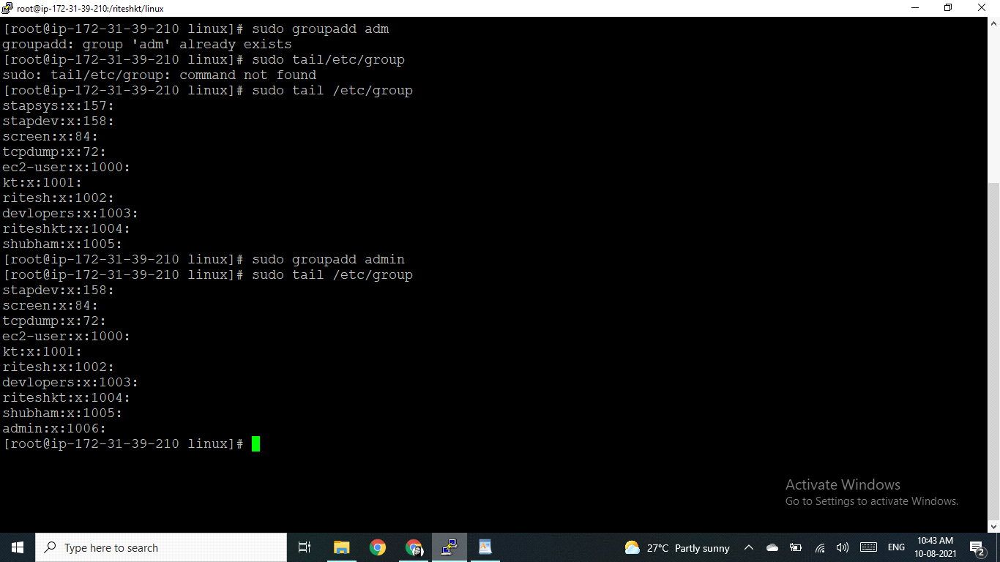 root@ip-172-31-39-210:/riteshkt/linux
[root@ip-172-31-39-210 linux]# sudo groupadd adm
groupadd: group 'adm' already exists
[root@ip-172-31-39-210 linux]# sudo tail/etc/group
sudo: tail/etc/group: command not found
[root@ip-172-31-39-210 linux]# sudo tail /etc/group
stapsys:x:157:
stapdev:x:158:
screen:x:84:
tcpdump:x:72:
ec2-user:x:1000:
kt:x:1001:
ritesh:x:1002:
devlopers:x:1003:
riteshkt:x:1004:
shubham:x:1005:
[root@ip-172-31-39-210 linux]# sudo groupadd admin
[root@ip-172-31-39-210 linux]# sudo tail /etc/group
stapdev:x:158:
screen:x:84:
tcpdump:x:72:
ec2-user:x:1000:
kt:x:1001:
ritesh:x:1002:
devlopers:x:1003:
riteshkt:x:1004:
shubham:x:1005:
admin:x:1006:
[root@ip-172-31-39-210 linux]#
Activate Windows
Go to Settings to activate Windows.
Type here to search
27°C Partly sunny
ENG
10:43 AM
10-08-2021
2